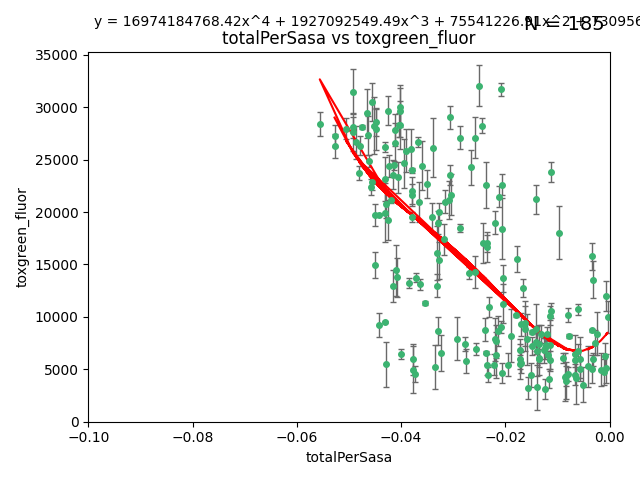 y = 16974184768.42x^4 + 1927092549.49x^3 + 75541226.91x^2 + 730956
N = 185
totalPerSasa vs toxgreen_fluor
35000
30000
25000
20000
15000
10000
5000
0
toxgreen_fluor
−0.10 −0.08 −0.06 −0.04 −0.02 0.00
totalPerSasa